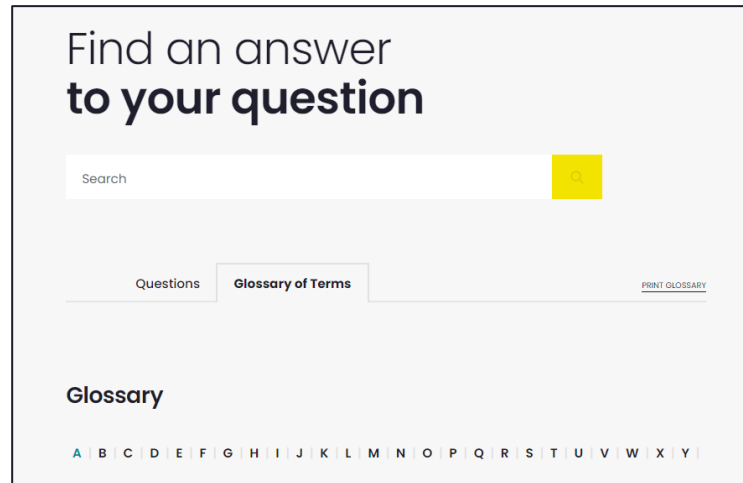 Find an answer
to your question
Search
Questions Glossary of Terms PRINT GLOSSARY
Glossary
A | B | C | D | E | F | G | H | I | J | K | L | M | N | O | P | Q | R | S | T | U | V | W | X | Y |